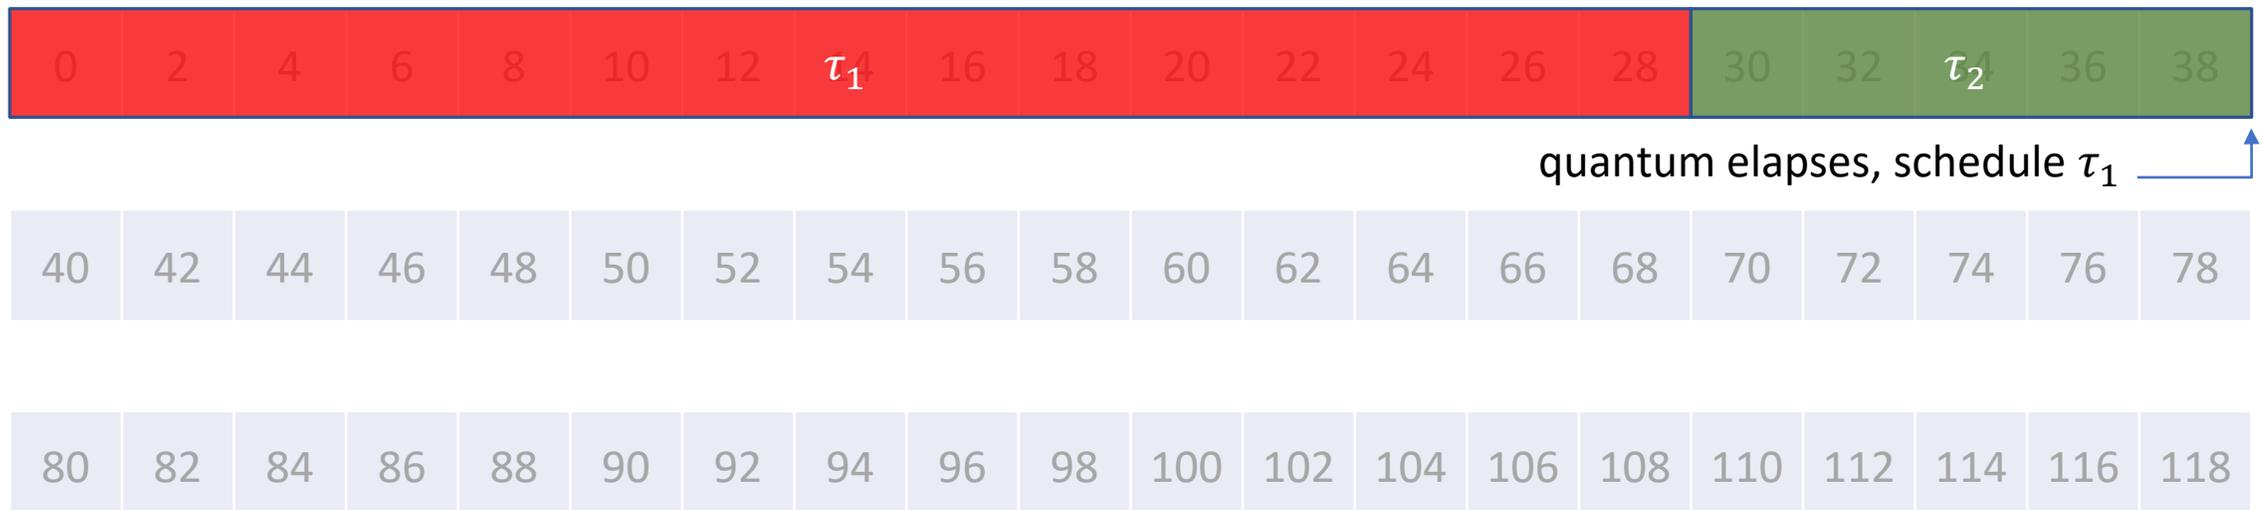 0 2 4 6 8 10 12 τ₁ 14 16 18 20 22 24 26 28 30 32 τ₂ 34 36 38
quantum elapses, schedule τ₁
40 42 44 46 48 50 52 54 56 58 60 62 64 66 68 70 72 74 76 78
80 82 84 86 88 90 92 94 96 98 100 102 104 106 108 110 112 114 116 118